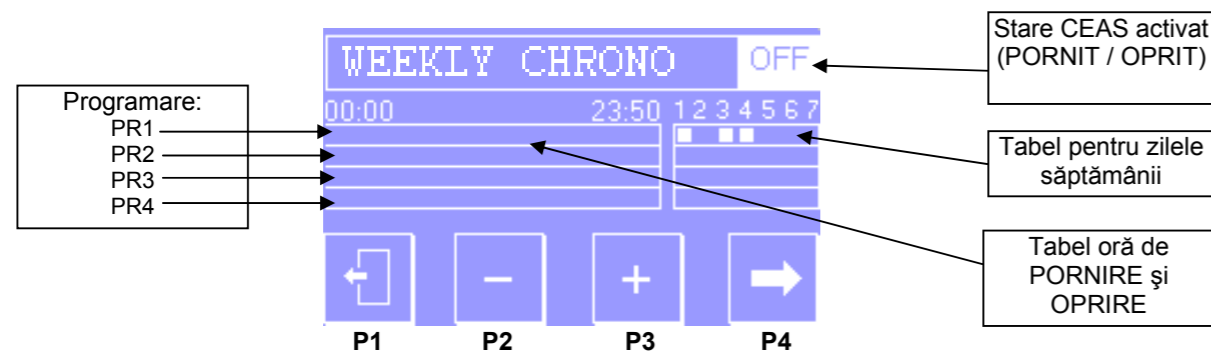 Stare CEAS activat
(PORNIT / OPRIT)
WEEKLY CHRONO OFF
Programare:
PR1
PR2
PR3
PR4
00:00 23:50 1 2 3 4 5 6 7
Tabel pentru zilele
săptămânii
Tabel oră de
PORNIRE şi
OPRIRE
P1 P2 P3 P4